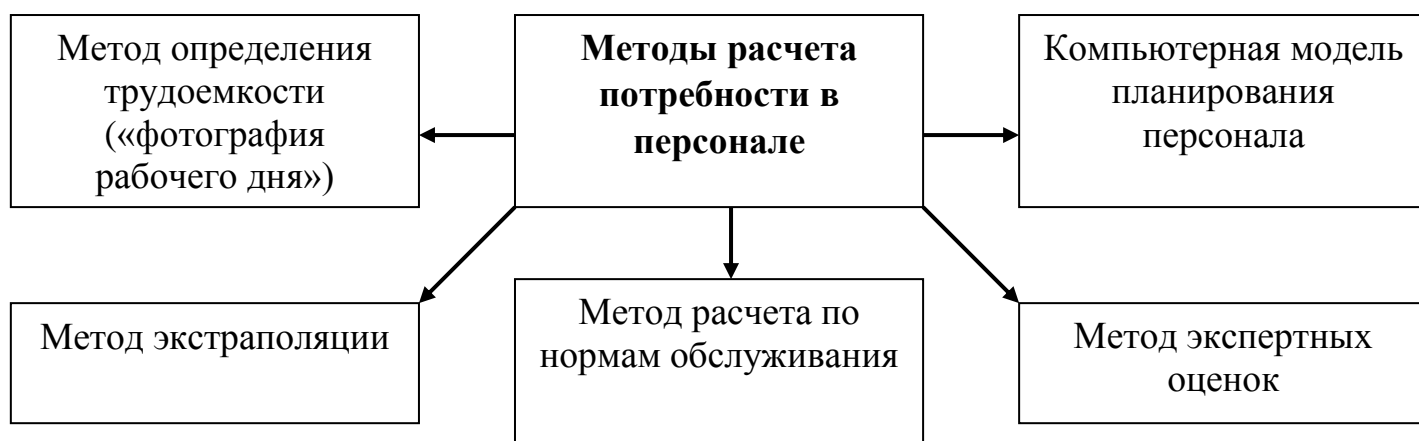 Метод определения
трудоемкости
(«фотография
рабочего дня»)
Методы расчета
потребности в
персонале
Компьютерная модель
планирования
персонала
Метод экстраполяции
Метод расчета по
нормам обслуживания
Метод экспертных
оценок